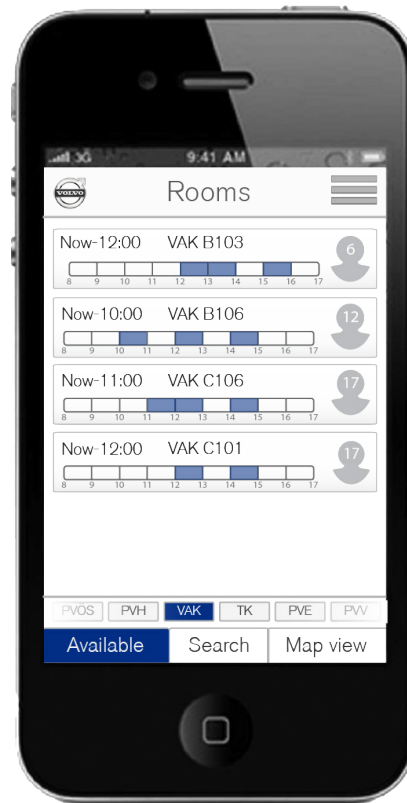 3G 9:41 AM
VOLVO
Rooms
Now-12:00 VAK B103 6
8 9 10 11 12 13 14 15 16 17
Now-10:00 VAK B106 12
8 9 10 11 12 13 14 15 16 17
Now-11:00 VAK C106 17
8 9 10 11 12 13 14 15 16 17
Now-12:00 VAK C101 17
8 9 10 11 12 13 14 15 16 17
PVÖS PVH VAK TK PVE PVV
Available Search Map view